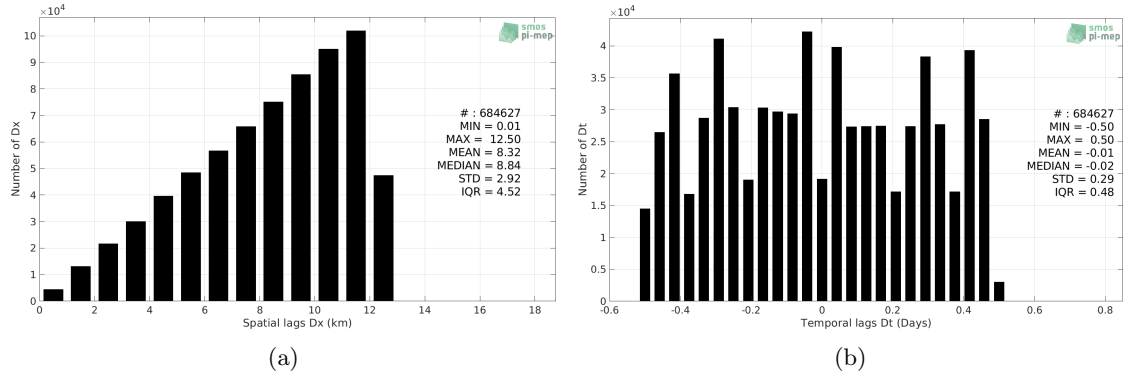 ×10^4
smos
pi-mep
10
9
8
7
6
5
4
3
2
1
0
Number of Dx
# : 684627
MIN = 0.01
MAX = 12.50
MEAN = 8.32
MEDIAN = 8.84
STD = 2.92
IQR = 4.52
0 2 4 6 8 10 12 14 16 18
Spatial lags Dx (km)
(a)
×10^4
smos
pi-mep
4
3.5
3
2.5
2
1.5
1
0.5
0
Number of Dt
# : 684627
MIN = -0.50
MAX = 0.50
MEAN = -0.01
MEDIAN = -0.02
STD = 0.29
IQR = 0.48
-0.6 -0.4 -0.2 0 0.2 0.4 0.6 0.8
Temporal lags Dt (Days)
(b)